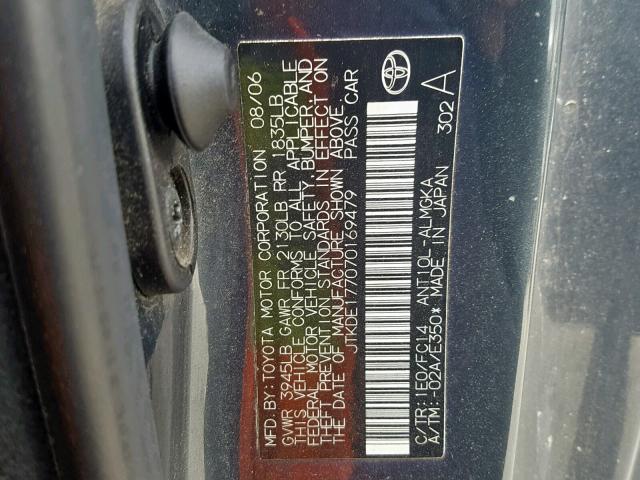 MFD.BY:TOYOTA MOTOR CORPORATION 08/06
GVWR 3945LB GAWR FR 2130LB RR 1835LB
THIS VEHICLE CONFORMS TO ALL APPLICABLE
FEDERAL MOTOR VEHICLE SAFETY,BUMPER,AND
THEFT PREVENTION STANDARDS IN EFFECT ON
THE DATE OF MANUFACTURE SHOWN ABOVE.
JTKDE177070169479 PASS CAR
C/TR:1E0/FC14 ANT10L-ALMGKA 302 A
A/TM:-02A/E350* MADE IN JAPAN